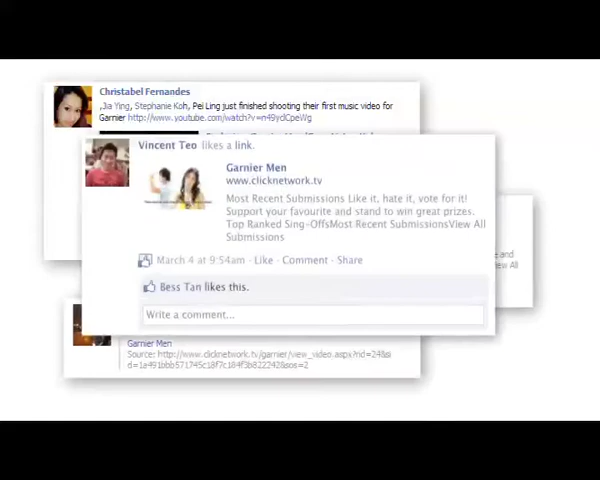 Christabel Fernandes
,Jia Ying, Stephanie Koh, Pei Ling just finished shooting their first music video for
Garnier http://www.youtube.com/watch?v=n49ydCpeWg
Vincent Teo likes a link.
Garnier Men
www.clicknetwork.tv
Most Recent Submissions Like it, hate it, vote for it!
Support your favourite and stand to win great prizes.
Top Ranked Sing-OffsMost Recent SubmissionsView All
Submissions
March 4 at 9:54am · Like · Comment · Share
Bess Tan likes this.
Write a comment...
and
All
Garnier Men
Source: http://www.clicknetwork.tv/garnier/view_video.aspx?rid=24&s
d=1a491bbb571745c18f7c184f3b822242&sos=2